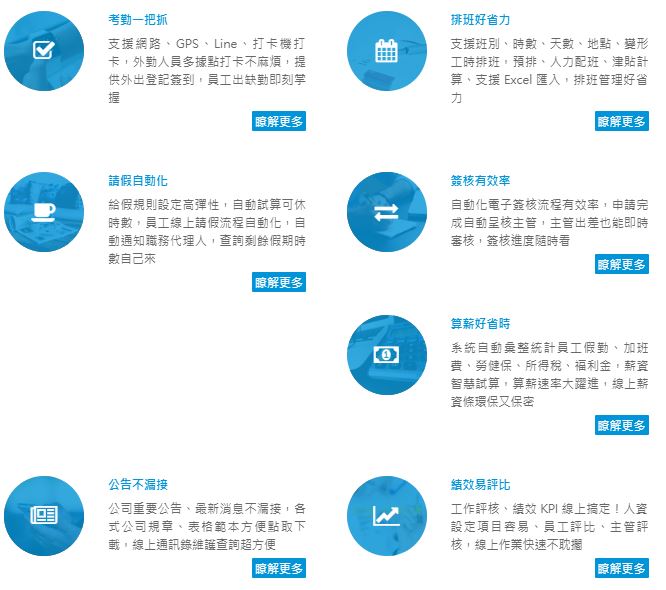 考勤一把抓
支援網路、GPS、Line、打卡機打
卡，外勤人員多據點打卡不麻煩，提
供外出登記簽到，員工出缺勤即刻掌
握
瞭解更多
排班好省力
支援班別、時數、天數、地點、變形
工時排班，預排、人力配班、津貼計
算、支援 Excel 匯入，排班管理好省
力
瞭解更多
請假自動化
給假規則設定高彈性，自動試算可休
時數，員工線上請假流程自動化，自
動通知職務代理人，查詢剩餘假期時
數自己來
瞭解更多
簽核有效率
自動化電子簽核流程有效率，申請完
成自動呈核主管，主管出差也能即時
審核，簽核進度隨時看
瞭解更多
算薪好省時
系統自動彙整統計員工假勤、加班
費、勞健保、所得稅、福利金，薪資
智慧試算，算薪速率大躍進，線上薪
資條環保又保密
瞭解更多
公告不漏接
公司重要公告、最新消息不漏接，各
式公司規章、表格範本方便點取下
載，線上通訊錄維護查詢超方便
瞭解更多
績效易評比
工作評核、績效 KPI 線上搞定！人資
設定項目容易、員工評比、主管評
核，線上作業快速不耽擱
瞭解更多